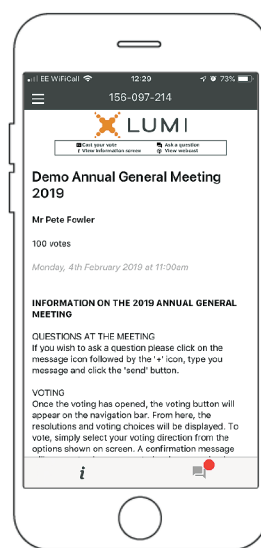 EE WiFiCall 12:29 73%
156-097-214
LUMI
Cast your vote Ask a question
View information screen View webcast
Demo Annual General Meeting
2019
Mr Pete Fowler
100 votes
Monday, 4th February 2019 at 11:00am
INFORMATION ON THE 2019 ANNUAL GENERAL
MEETING
QUESTIONS AT THE MEETING
If you wish to ask a question please click on the
message icon followed by the '+' icon, type you
message and click the 'send' button.
VOTING
Once the voting has opened, the voting button will
appear on the navigation bar. From here, the
resolutions and voting choices will be displayed. To
vote, simply select your voting direction from the
options shown on screen. A confirmation message
i